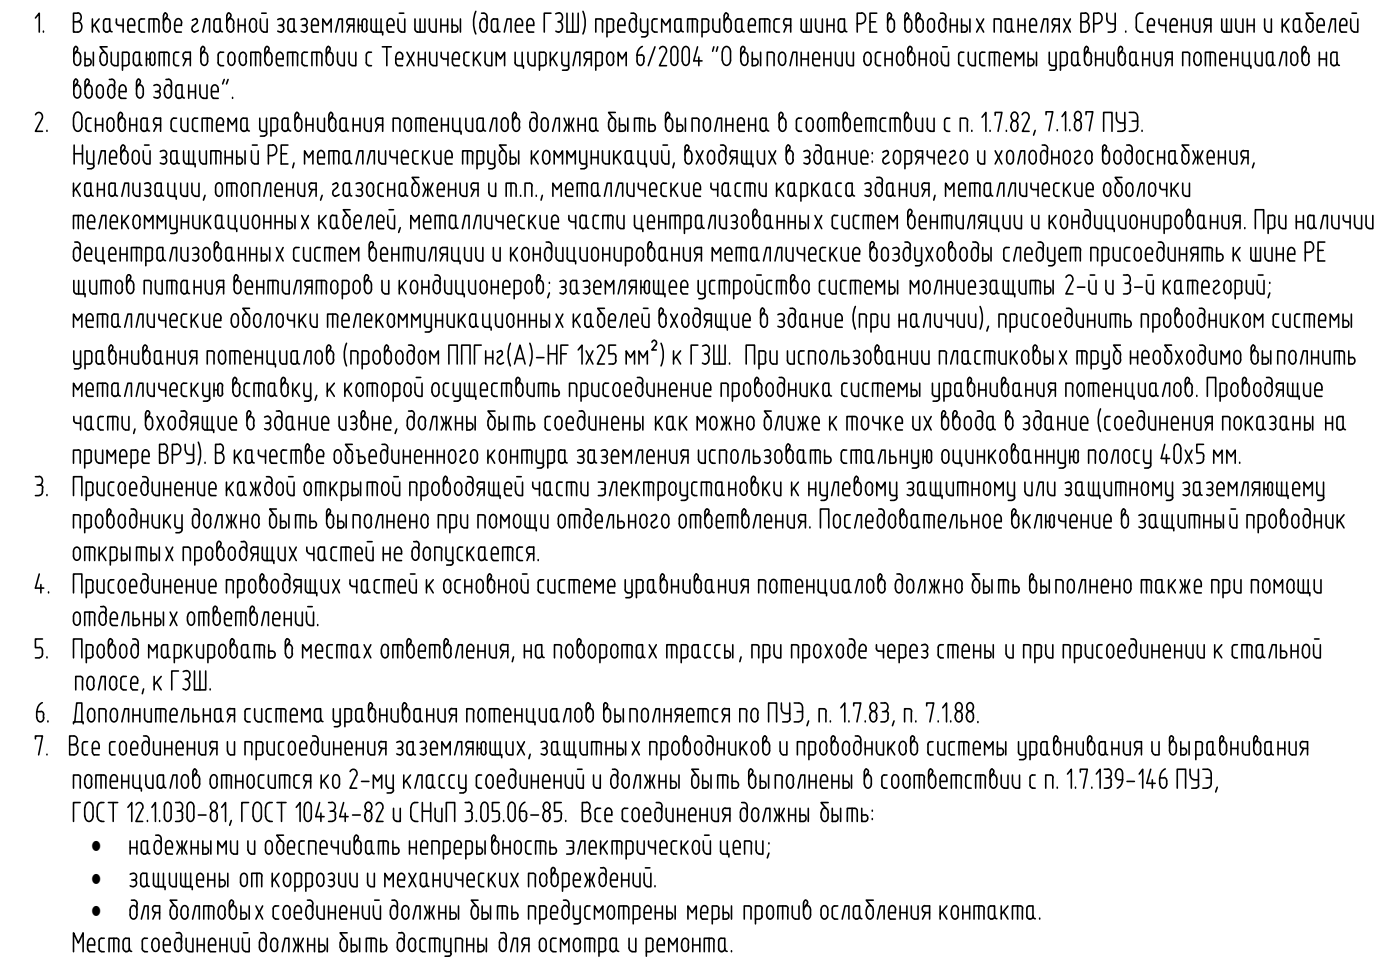 1. В качестве главной заземляющей шины (далее ГЗШ) предусматривается шина PE в вводных панелях ВРУ . Сечения шин и кабелей
выбираются в соответствии с Техническим циркуляром 6/2004 "О выполнении основной системы уравнивания потенциалов на
вводе в здание".
2. Основная система уравнивания потенциалов должна быть выполнена в соответствии с п. 1.7.82, 7.1.87 ПУЭ.
Нулевой защитный PE, металлические трубы коммуникаций, входящих в здание: горячего и холодного водоснабжения,
канализации, отопления, газоснабжения и т.п., металлические части каркаса здания, металлические оболочки
телекоммуникационных кабелей, металлические части централизованных систем вентиляции и кондиционирования. При наличии
децентрализованных систем вентиляции и кондиционирования металлические воздуховоды следует присоединять к шине PE
щитов питания вентиляторов и кондиционеров; заземляющее устройство системы молниезащиты 2-й и 3-й категорий;
металлические оболочки телекоммуникационных кабелей входящие в здание (при наличии), присоединить проводником системы
уравнивания потенциалов (проводом ППГнг(А)-HF 1х25 мм²) к ГЗШ. При использовании пластиковых труб необходимо выполнить
металлическую вставку, к которой осуществить присоединение проводника системы уравнивания потенциалов. Проводящие
части, входящие в здание извне, должны быть соединены как можно ближе к точке их ввода в здание (соединения показаны на
примере ВРУ). В качестве объединенного контура заземления использовать стальную оцинкованную полосу 40х5 мм.
3. Присоединение каждой открытой проводящей части электроустановки к нулевому защитному или защитному заземляющему
проводнику должно быть выполнено при помощи отдельного ответвления. Последовательное включение в защитный проводник
открытых проводящих частей не допускается.
4. Присоединение проводящих частей к основной системе уравнивания потенциалов должно быть выполнено также при помощи
отдельных ответвлений.
5. Провод маркировать в местах ответвления, на поворотах трассы, при проходе через стены и при присоединении к стальной
полосе, к ГЗШ.
6. Дополнительная система уравнивания потенциалов выполняется по ПУЭ, п. 1.7.83, п. 7.1.88.
7. Все соединения и присоединения заземляющих, защитных проводников и проводников системы уравнивания и выравнивания
потенциалов относится ко 2-му классу соединений и должны быть выполнены в соответствии с п. 1.7.139-146 ПУЭ,
ГОСТ 12.1.030-81, ГОСТ 10434-82 и СНиП 3.05.06-85. Все соединения должны быть:
• надежными и обеспечивать непрерывность электрической цепи;
• защищены от коррозии и механических повреждений.
• для болтовых соединений должны быть предусмотрены меры против ослабления контакта.
Места соединений должны быть доступны для осмотра и ремонта.